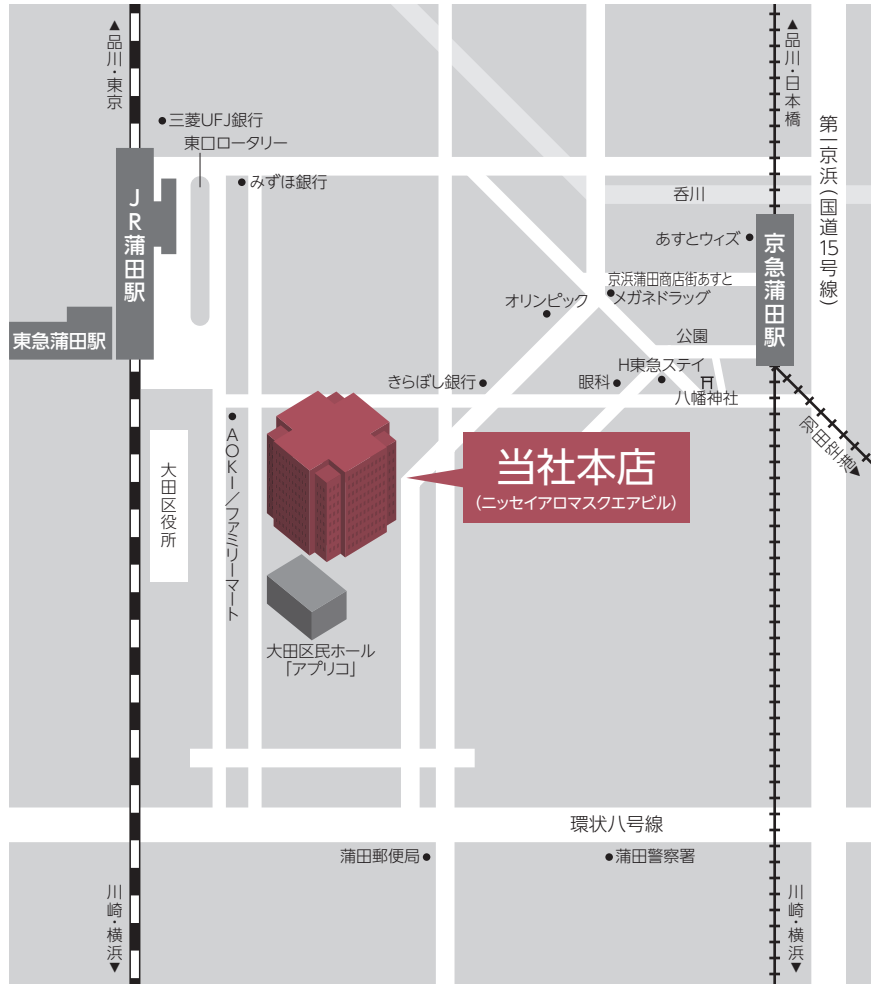 ▲品川・東京
▲品川・日本橋
三菱UFJ銀行
東口ロータリー
みずほ銀行
第一京浜(国道15号線)
呑川
JR蒲田駅
あすとウィズ
京急蒲田駅
京浜蒲田商店街あすと
オリンピック
メガネドラッグ
東急蒲田駅
公園
H東急ステイ
きらぼし銀行
眼科
八幡神社
羽田空港▼
AOKI/ファミリーマート
当社本店
(ニッセイアロマスクエアビル)
大田区役所
大田区民ホール
「アプリコ」
環状八号線
蒲田郵便局
蒲田警察署
川崎・横浜▼
川崎・横浜▼